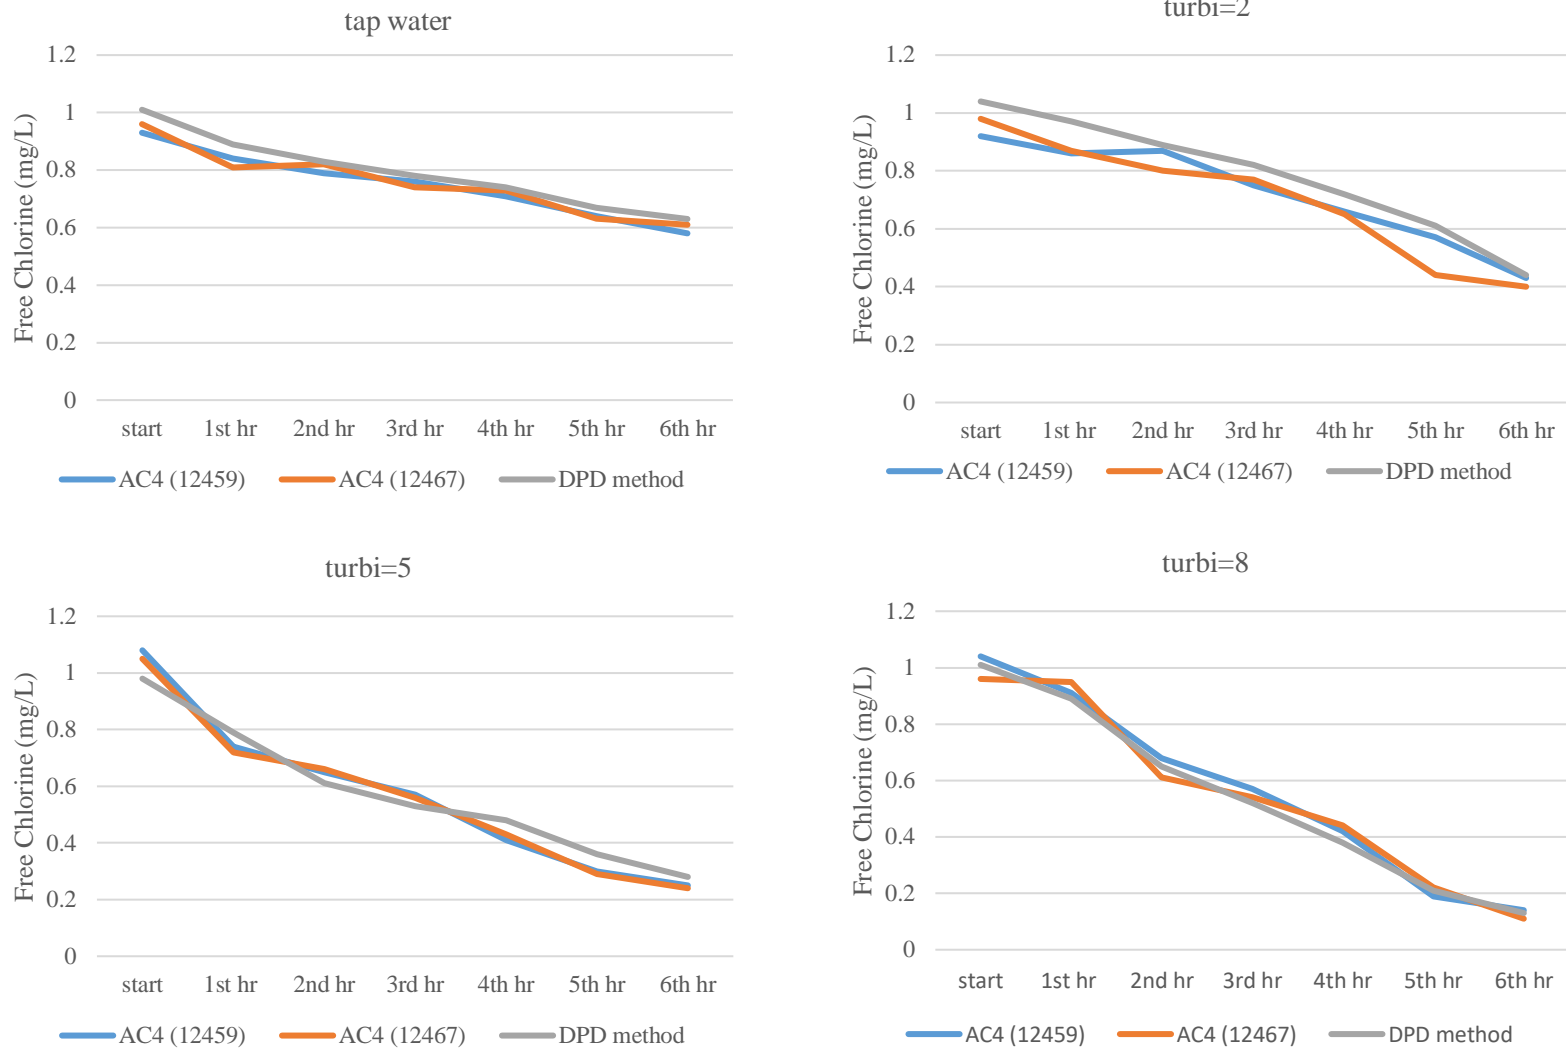 tap water
Free Chlorine (mg/L)
1.2
1
0.8
0.6
0.4
0.2
0
start 1st hr 2nd hr 3rd hr 4th hr 5th hr 6th hr
AC4 (12459) AC4 (12467) DPD method
turbi=2
Free Chlorine (mg/L)
1.2
1
0.8
0.6
0.4
0.2
0
start 1st hr 2nd hr 3rd hr 4th hr 5th hr 6th hr
AC4 (12459) AC4 (12467) DPD method
turbi=5
Free Chlorine (mg/L)
1.2
1
0.8
0.6
0.4
0.2
0
start 1st hr 2nd hr 3rd hr 4th hr 5th hr 6th hr
AC4 (12459) AC4 (12467) DPD method
turbi=8
Free Chlorine (mg/L)
1.2
1
0.8
0.6
0.4
0.2
0
start 1st hr 2nd hr 3rd hr 4th hr 5th hr 6th hr
AC4 (12459) AC4 (12467) DPD method